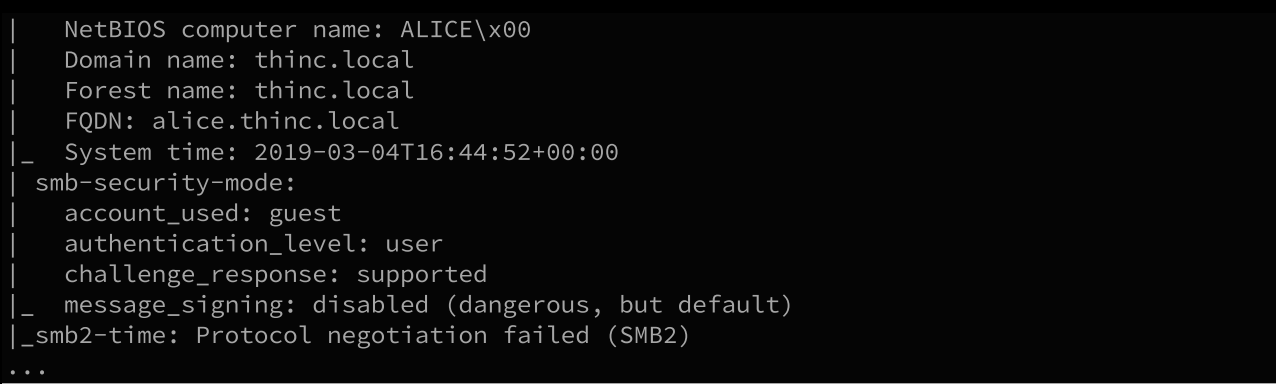 |   NetBIOS computer name: ALICE\x00
|   Domain name: thinc.local
|   Forest name: thinc.local
|   FQDN: alice.thinc.local
|_  System time: 2019-03-04T16:44:52+00:00
| smb-security-mode:
|   account_used: guest
|   authentication_level: user
|   challenge_response: supported
|_  message_signing: disabled (dangerous, but default)
|_smb2-time: Protocol negotiation failed (SMB2)
...